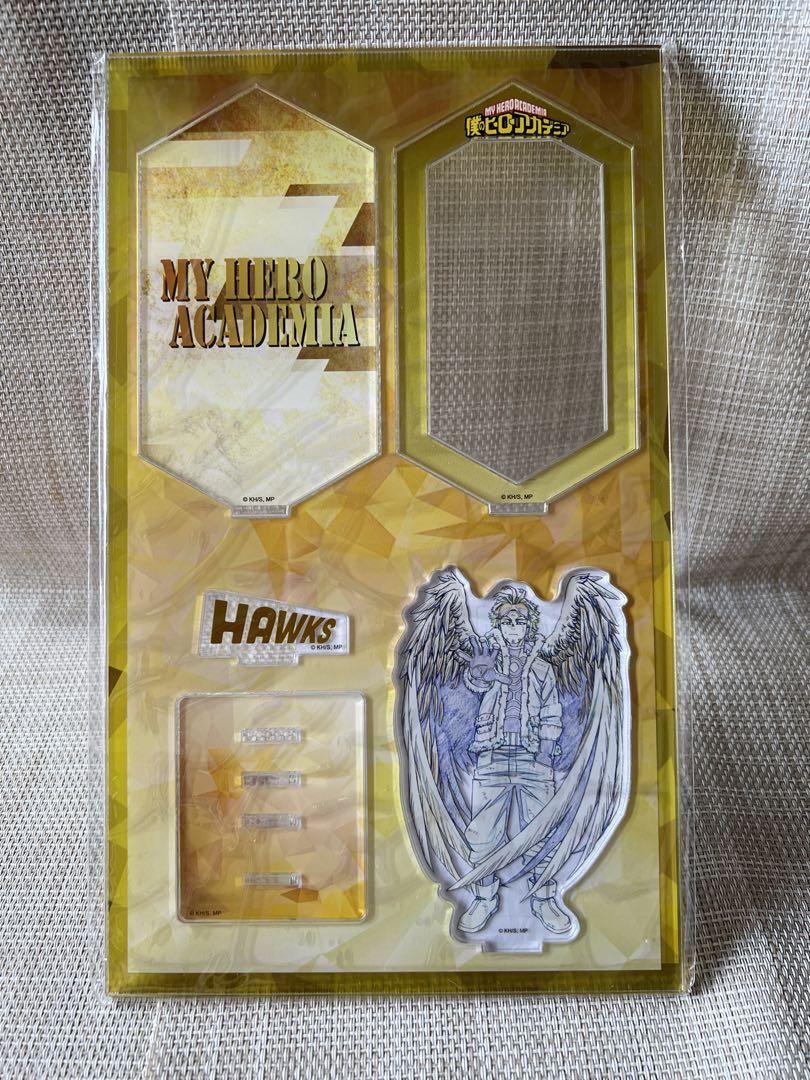 MY HERO
ACADEMIA
© KH/S, MP
MY HERO ACADEMIA
僕のヒーローアカデミア
© KH/S, MP
HAWKS
© KH/S, MP
© KH/S, MP
© KH/S, MP